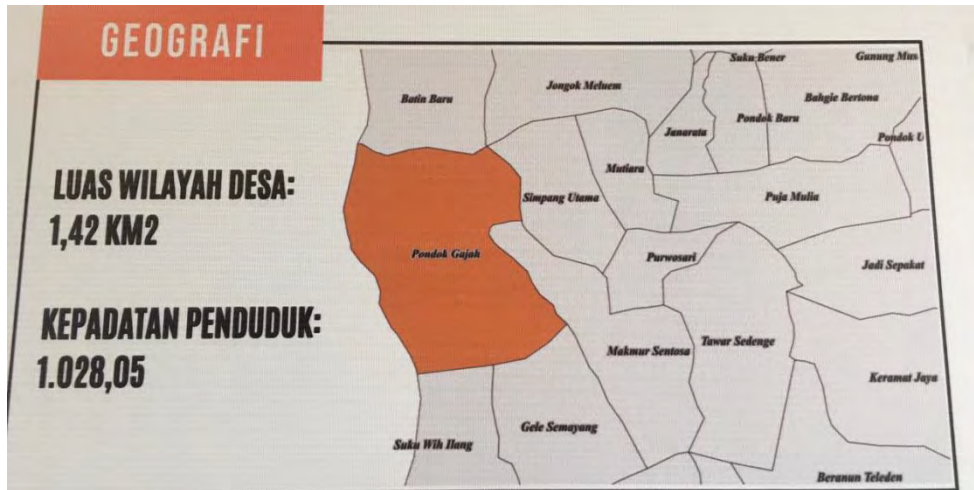 GEOGRAFI
LUAS WILAYAH DESA:
1,42 KM2
KEPADATAN PENDUDUK:
1.028,05
Suku Bener
Gunung Mus
Batin Baru
Jongok Meluem
Bahgie Bertona
Janarata
Pondok Baru
Pondok U
Mutiara
Simpang Utama
Puja Mulia
Pondok Gajah
Purwosari
Jadi Sepakat
Makmur Sentosa
Tawar Sedenge
Keramat Jaya
Gele Semayang
Suku Wih Ilang
Beranun Teleden